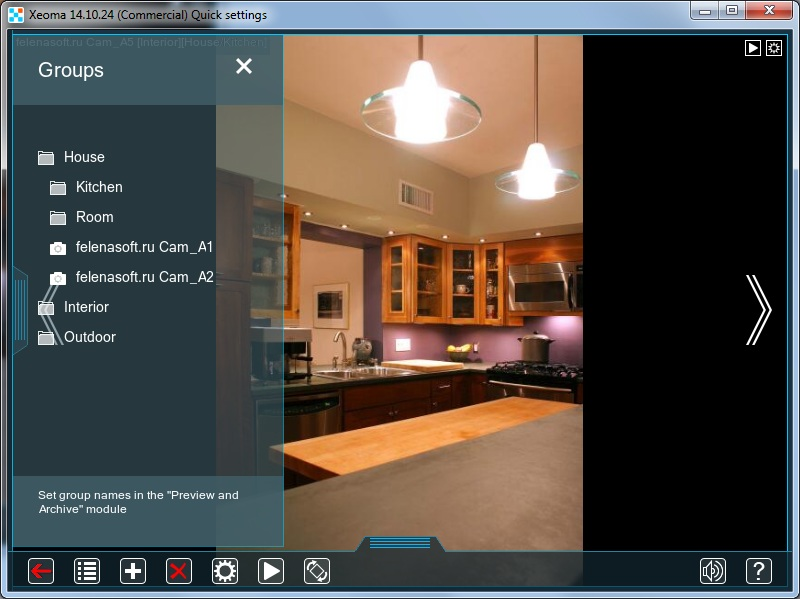 Xeoma 14.10.24 (Commercial) Quick settings
felenasoft.ru Cam_A5 [Interior][House Kitchen]
Groups
House
Kitchen
Room
felenasoft.ru Cam_A1
felenasoft.ru Cam_A2
Interior
Outdoor
Set group names in the "Preview and
Archive" module
?